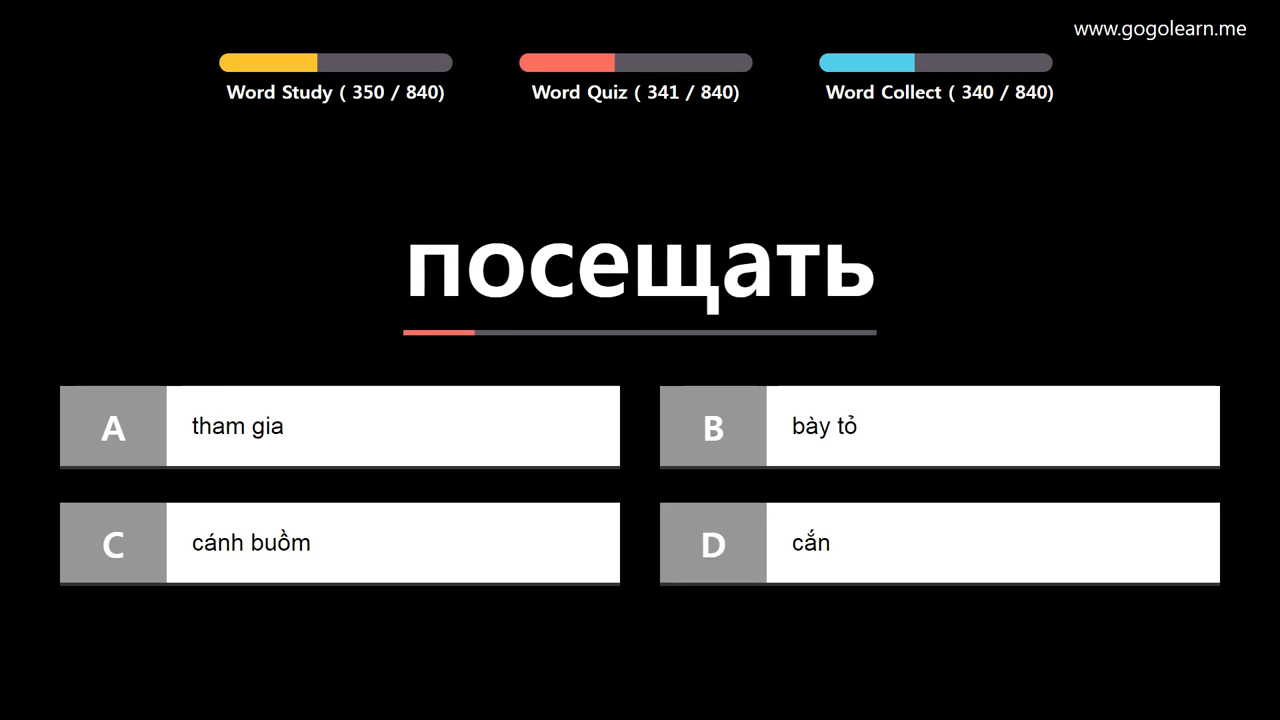 www.gogolearn.me
Word Study ( 350 / 840)
Word Quiz ( 341 / 840)
Word Collect ( 340 / 840)
посещать
A tham gia
B bày tỏ
C cánh buồm
D cắn